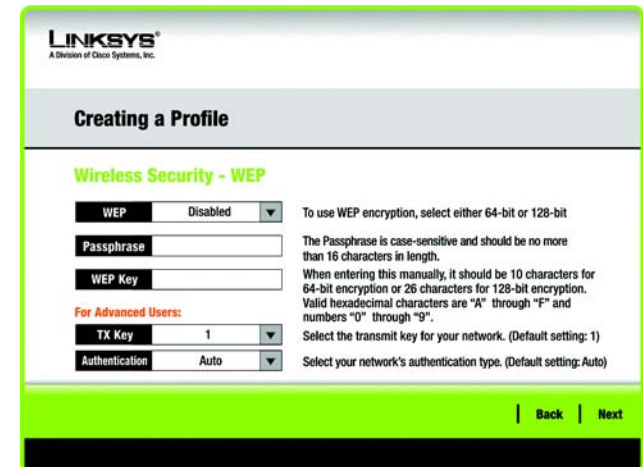 LINKSYS®
A Division of Cisco Systems, Inc.
Creating a Profile
Wireless Security - WEP
WEP Disabled To use WEP encryption, select either 64-bit or 128-bit
Passphrase The Passphrase is case-sensitive and should be no more
than 16 characters in length.
WEP Key When entering this manually, it should be 10 characters for
64-bit encryption or 26 characters for 128-bit encryption.
Valid hexadecimal characters are “A” through “F” and
numbers “0” through “9”.
For Advanced Users:
TX Key 1 Select the transmit key for your network. (Default setting: 1)
Authentication Auto Select your network's authentication type. (Default setting: Auto)
Back Next